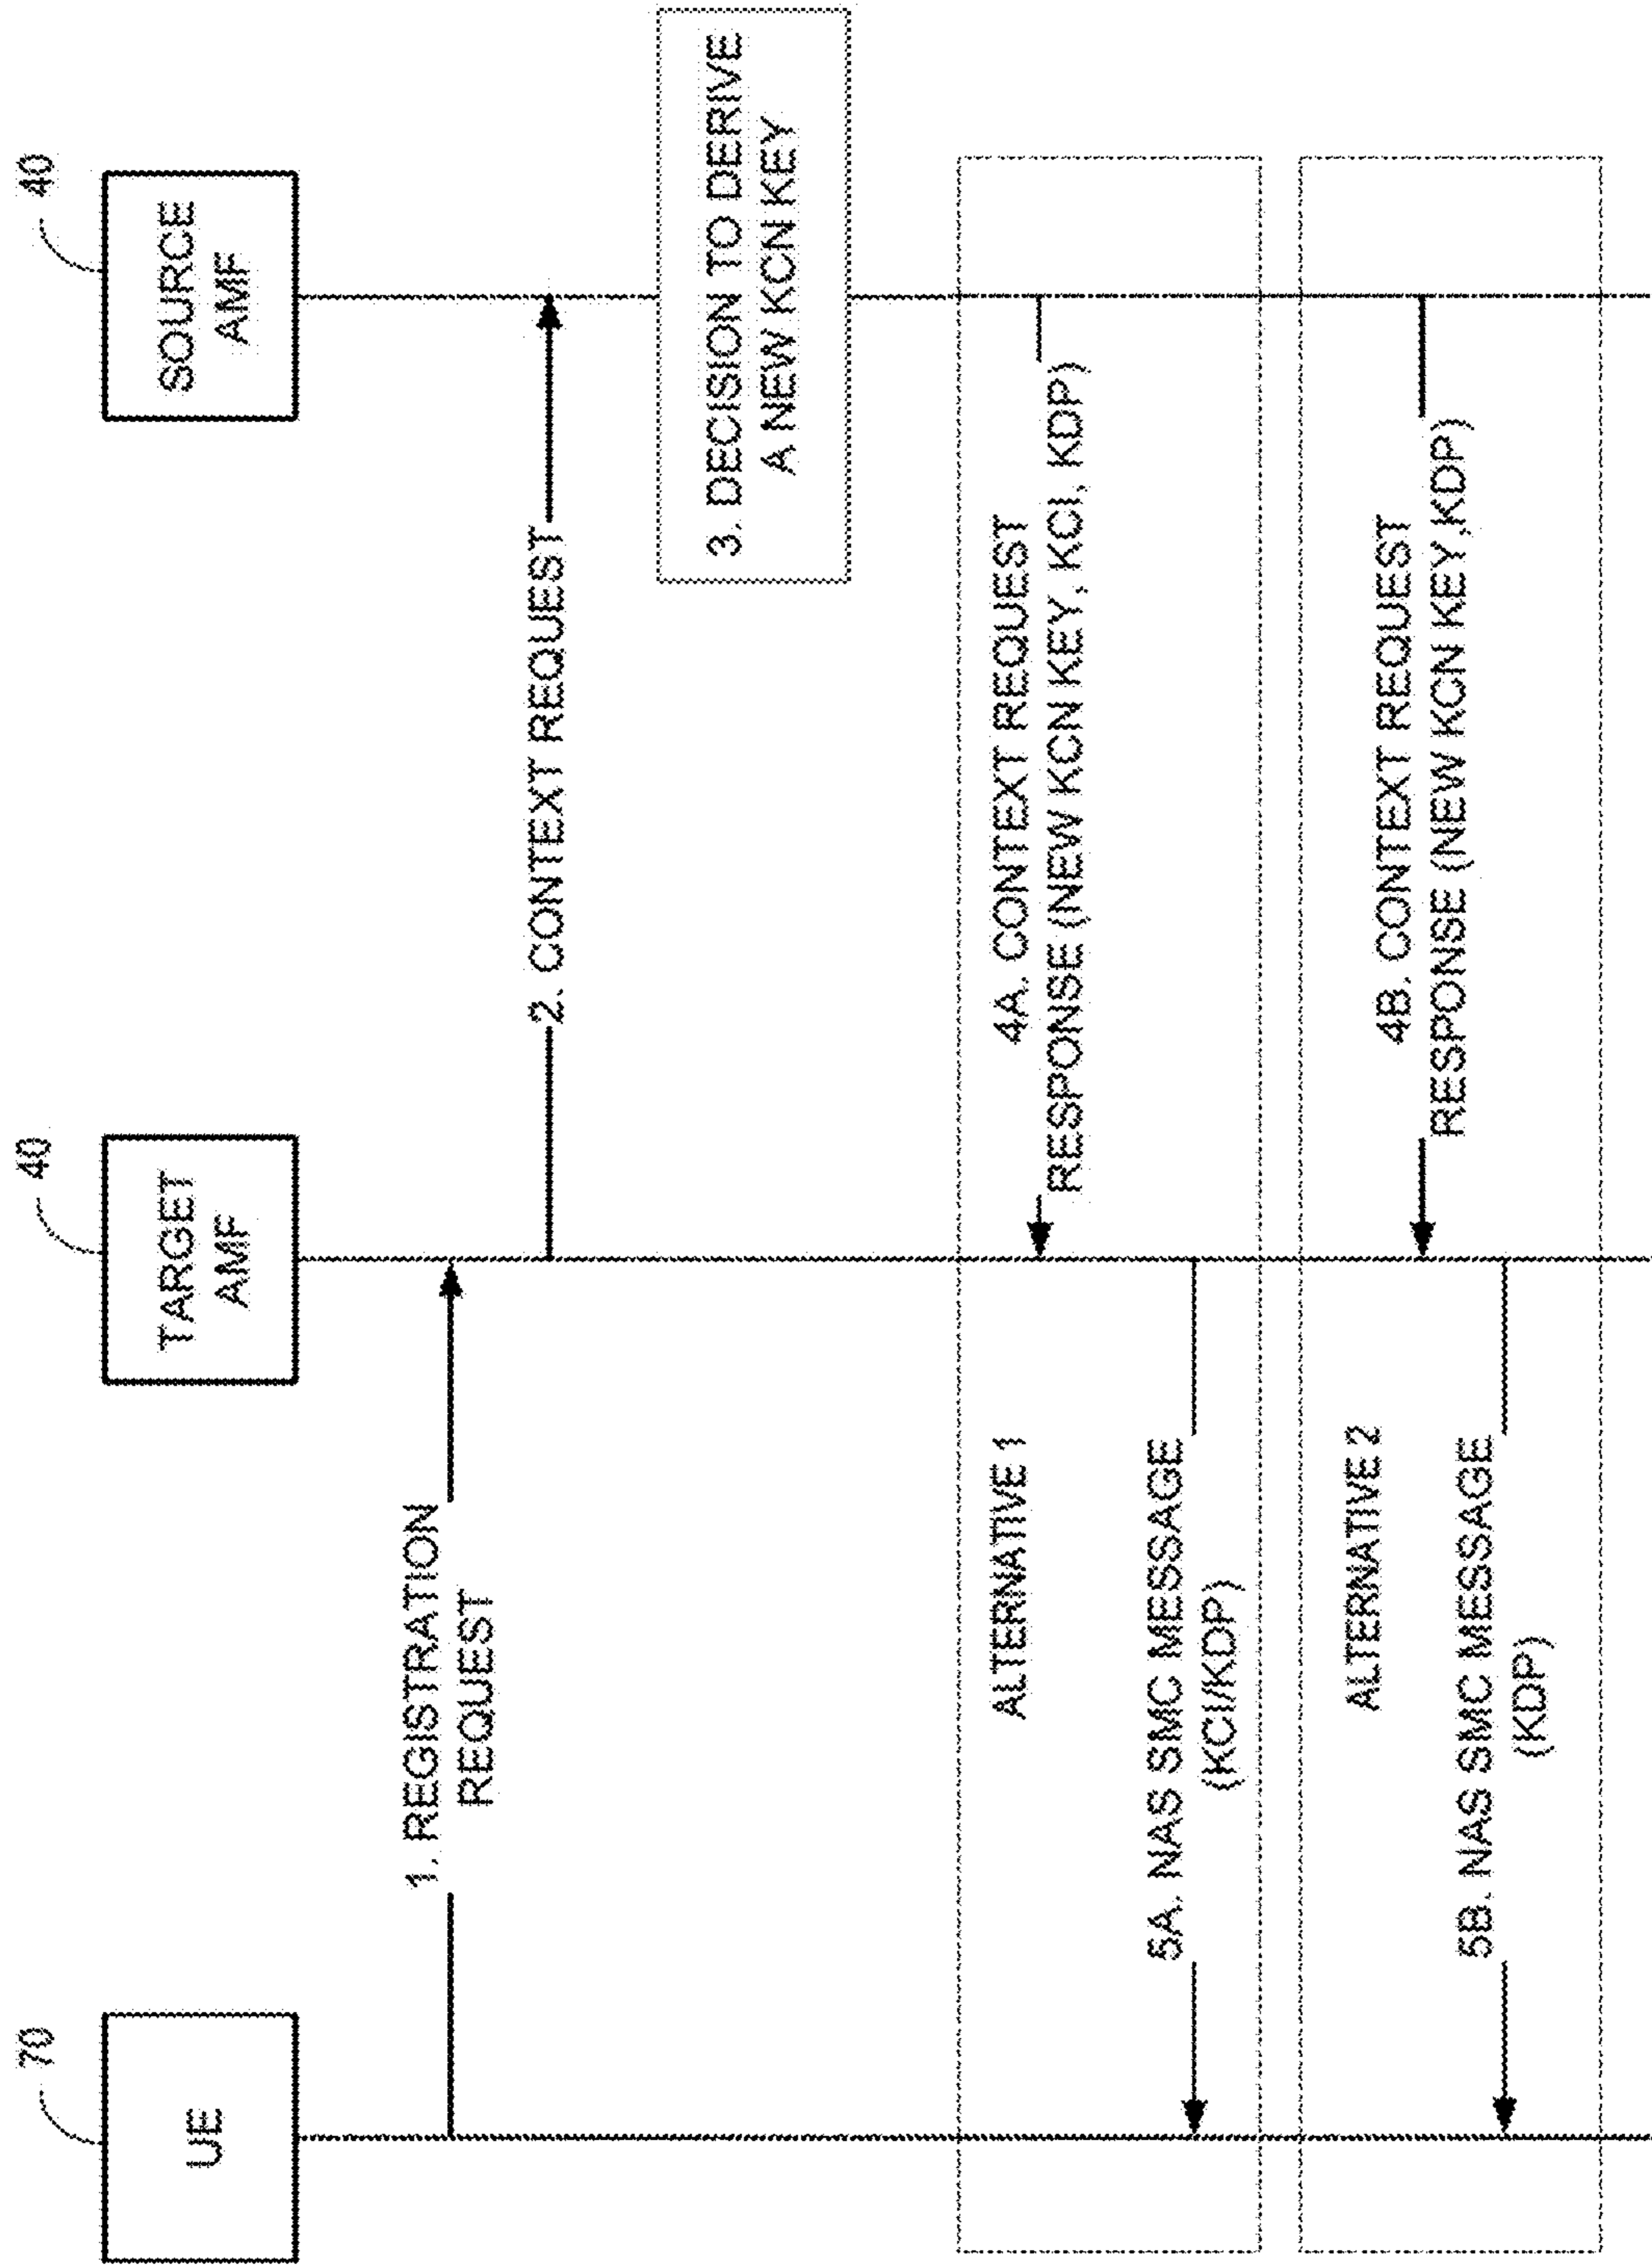 70
UE
40
TARGET
AMF
40
SOURCE
AMF
1. REGISTRATION
REQUEST
2. CONTEXT REQUEST
3. DECISION TO DERIVE
A NEW KCN KEY
ALTERNATIVE 1
4A. CONTEXT REQUEST
RESPONSE (NEW KCN KEY, KCI, KDP)
5A. NAS SMC MESSAGE
(KCI/KDP)
ALTERNATIVE 2
4B. CONTEXT REQUEST
RESPONSE (NEW KCN KEY,KDP)
5B. NAS SMC MESSAGE
(KDP)